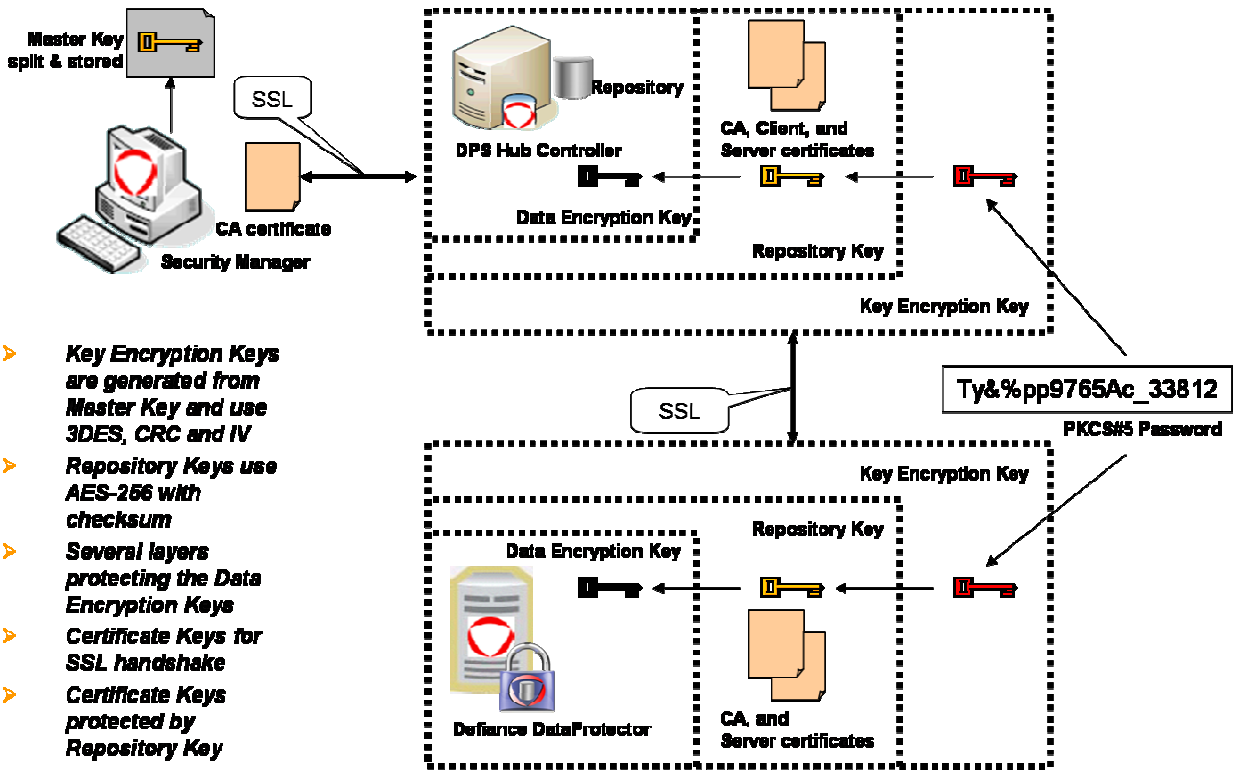 Master Key
split & stored
SSL
Repository
DPS Hub Controller
CA, Client, and
Server certificates
Data Encryption Key
CA certificate
Security Manager
Repository Key
Key Encryption Key
Key Encryption Keys
are generated from
Master Key and use
3DES, CRC and IV
Repository Keys use
AES-256 with
checksum
Several layers
protecting the Data
Encryption Keys
Certificate Keys for
SSL handshake
Certificate Keys
protected by
Repository Key
SSL
Ty&%pp9765Ac_33812
PKCS#5 Password
Key Encryption Key
Repository Key
Data Encryption Key
Defiance DataProtector
CA, and
Server certificates